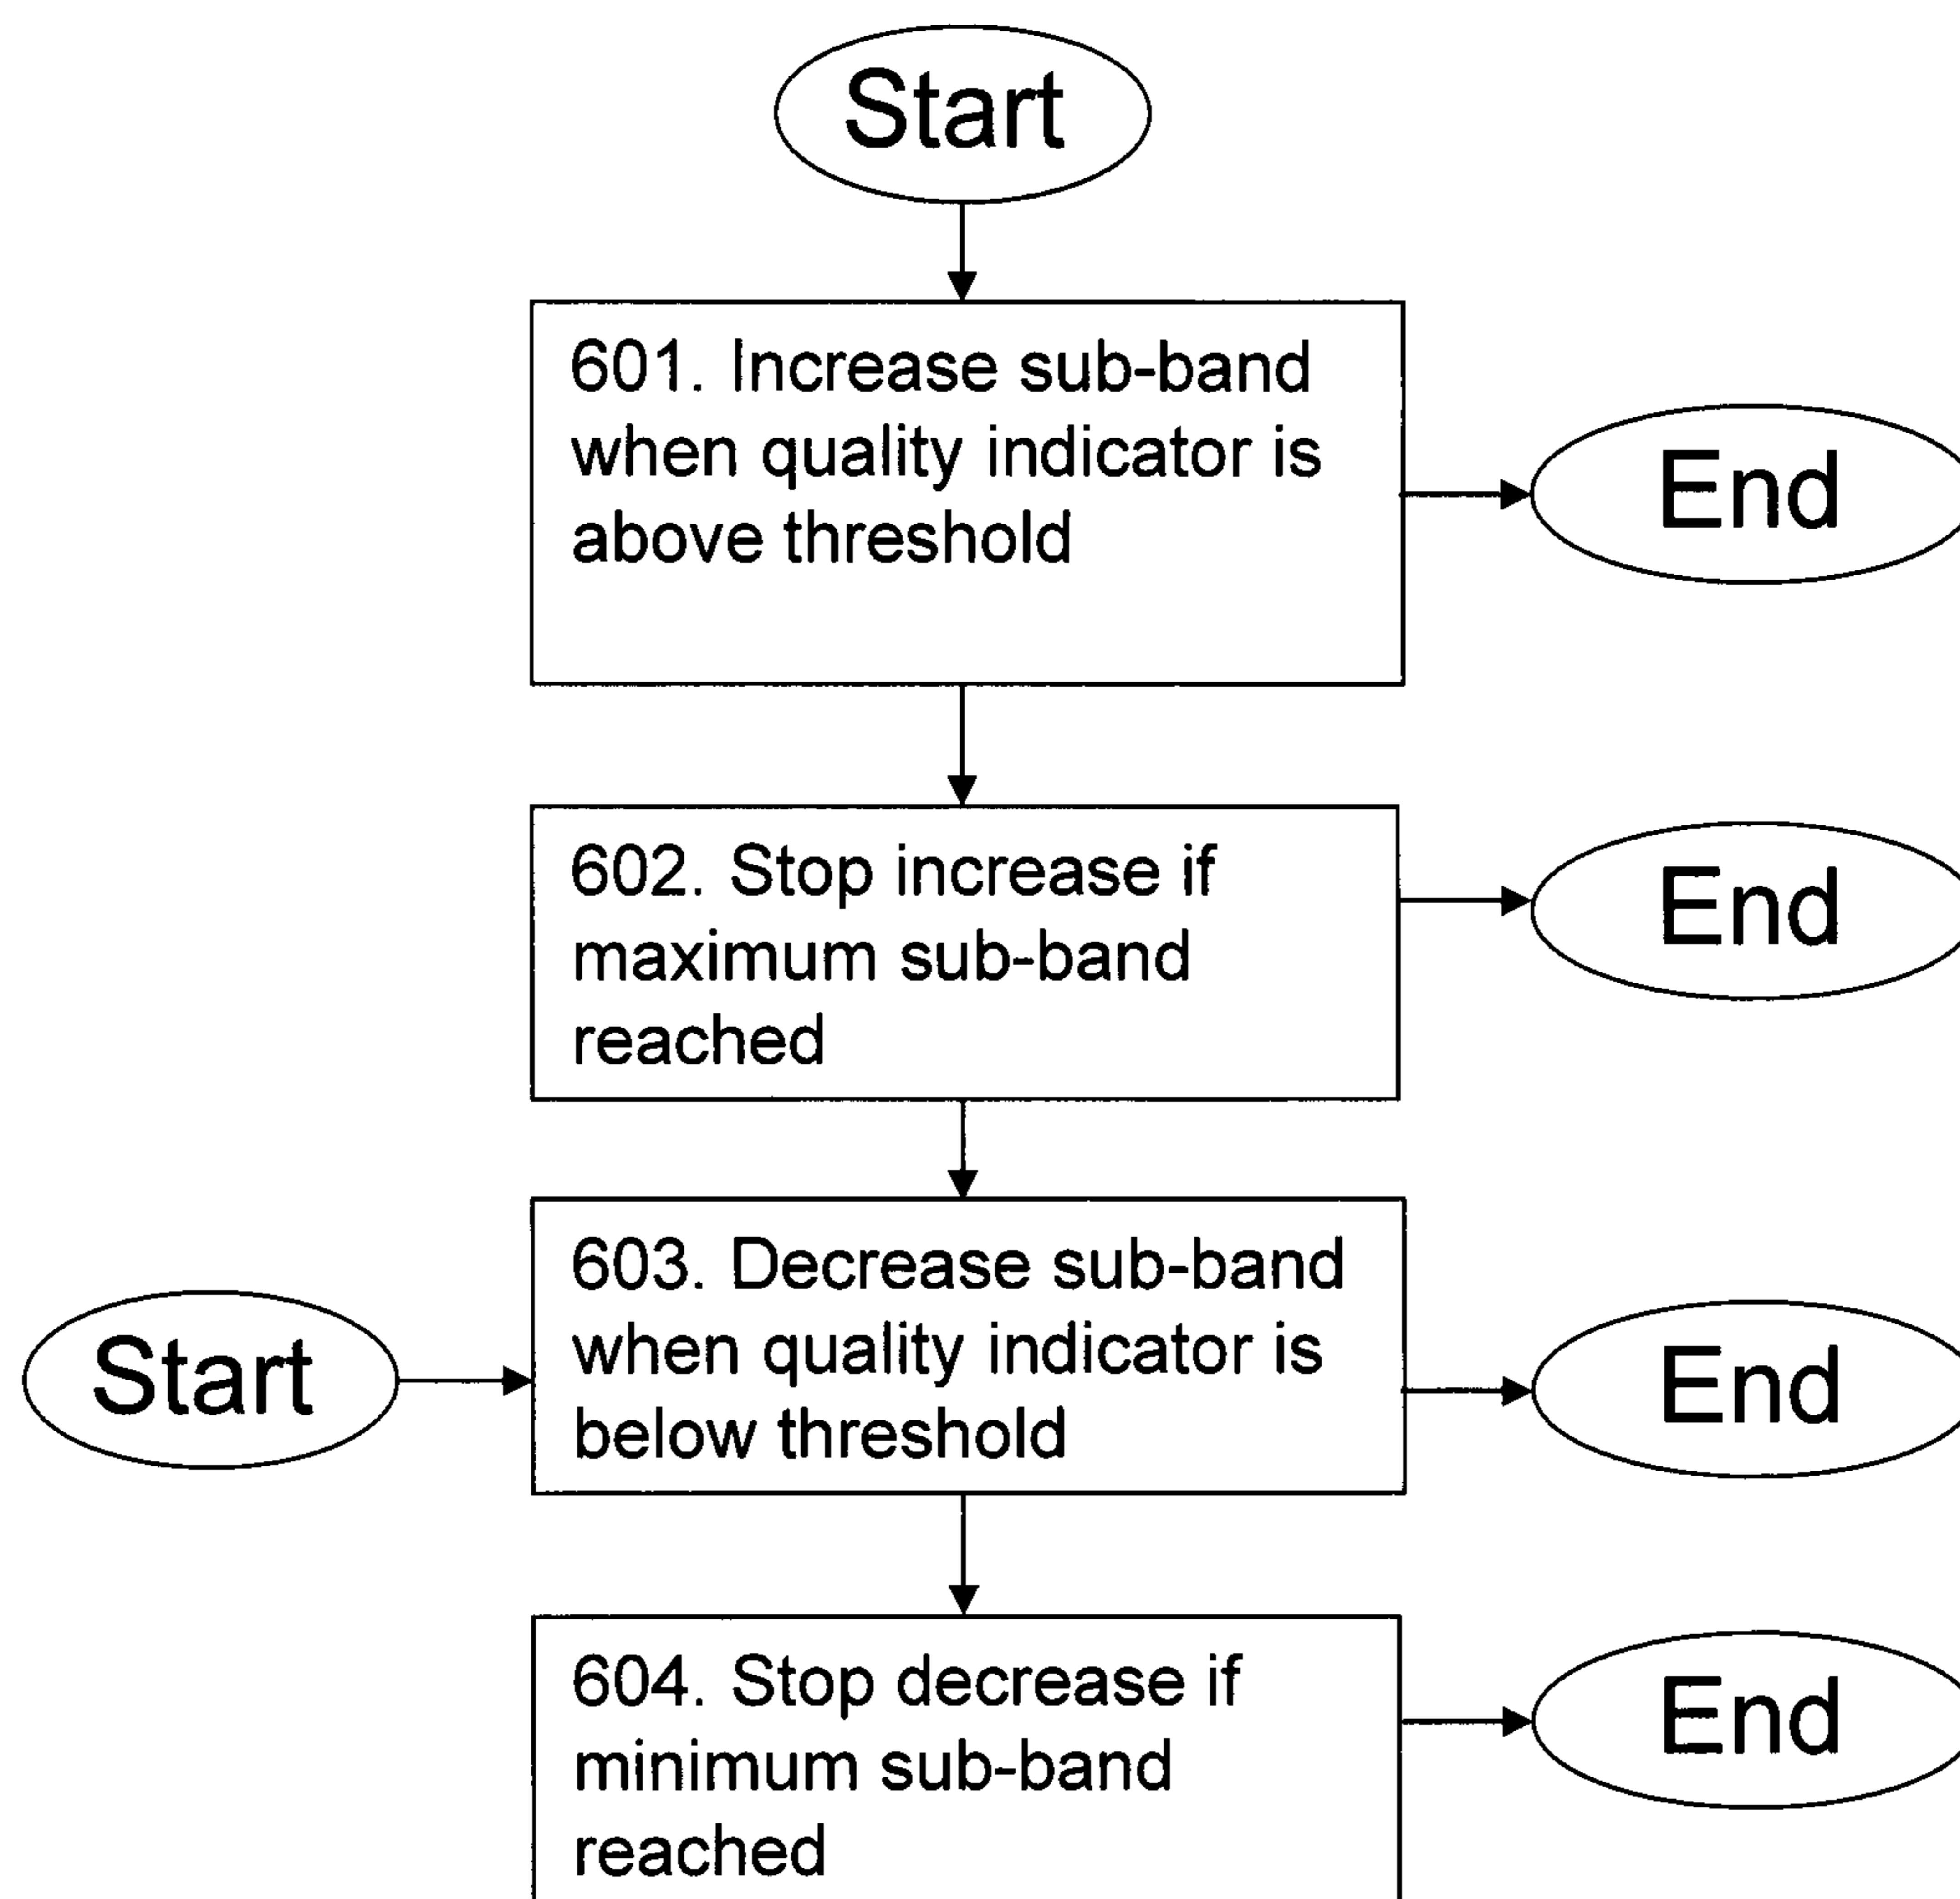 Start
601. Increase sub-band
when quality indicator is
above threshold
End
602. Stop increase if
maximum sub-band
reached
End
Start
603. Decrease sub-band
when quality indicator is
below threshold
End
604. Stop decrease if
minimum sub-band
reached
End